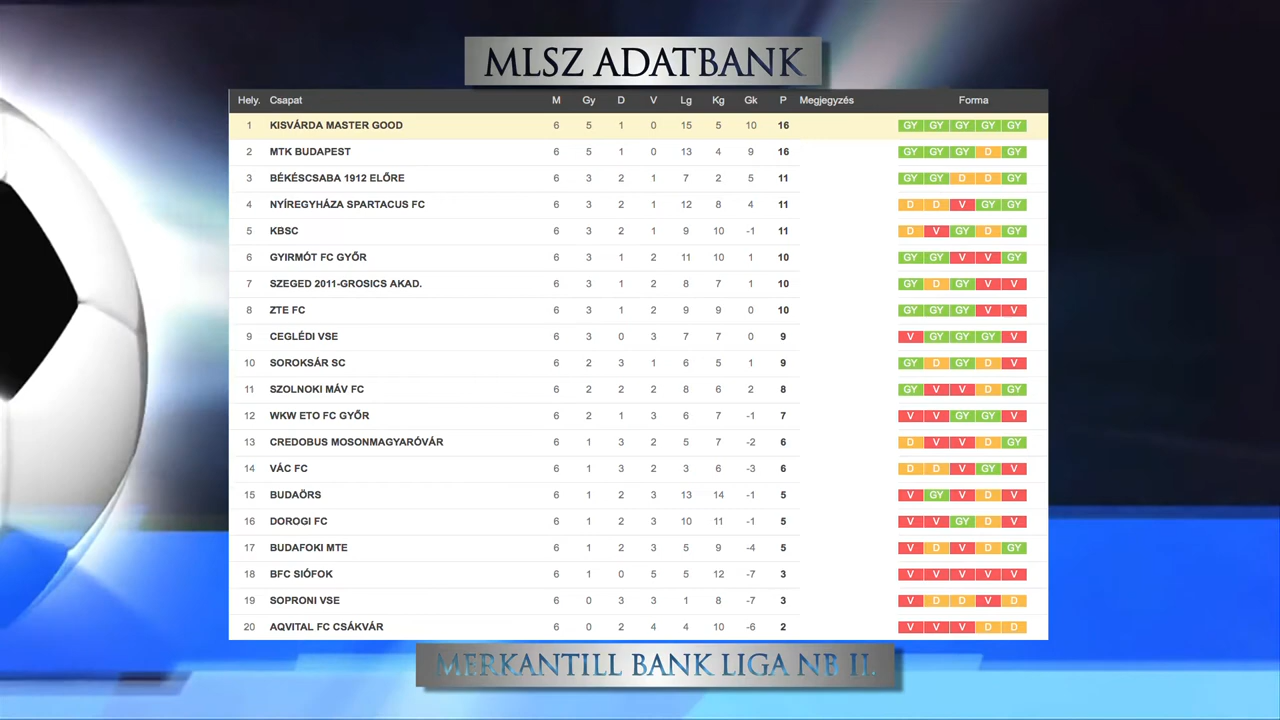 MLSZ ADATBANK
Hely. Csapat M Gy D V Lg Kg Gk P Megjegyzés Forma
1 KISVÁRDA MASTER GOOD 6 5 1 0 15 5 10 16 GY GY GY GY GY
2 MTK BUDAPEST 6 5 1 0 13 4 9 16 GY GY GY D GY
3 BÉKÉSCSABA 1912 ELŐRE 6 3 2 1 7 2 5 11 GY GY D D GY
4 NYÍREGYHÁZA SPARTACUS FC 6 3 2 1 12 8 4 11 D D V GY GY
5 KBSC 6 3 2 1 9 10 -1 11 D V GY D GY
6 GYIRMÓT FC GYŐR 6 3 1 2 11 10 1 10 GY GY V V GY
7 SZEGED 2011-GROSICS AKAD. 6 3 1 2 8 7 1 10 GY D GY V V
8 ZTE FC 6 3 1 2 9 9 0 10 GY GY GY V V
9 CEGLÉDI VSE 6 3 0 3 7 7 0 9 V GY GY GY V
10 SOROKSÁR SC 6 2 3 1 6 5 1 9 GY D GY D V
11 SZOLNOKI MÁV FC 6 2 2 2 8 6 2 8 GY V V D GY
12 WKW ETO FC GYŐR 6 2 1 3 6 7 -1 7 V V GY GY V
13 CREDOBUS MOSONMAGYARÓVÁR 6 1 3 2 5 7 -2 6 D V V D GY
14 VÁC FC 6 1 3 2 3 6 -3 6 D D V GY V
15 BUDAÖRS 6 1 2 3 13 14 -1 5 V GY V D V
16 DOROGI FC 6 1 2 3 10 11 -1 5 V V GY D V
17 BUDAFOKI MTE 6 1 2 3 5 9 -4 5 V D V D GY
18 BFC SIÓFOK 6 1 0 5 5 12 -7 3 V V V V V
19 SOPRONI VSE 6 0 3 3 1 8 -7 3 V D D V D
20 AQVITAL FC CSÁKVÁR 6 0 2 4 4 10 -6 2 V V V D D
MERKANTILL BANK LIGA NB II.